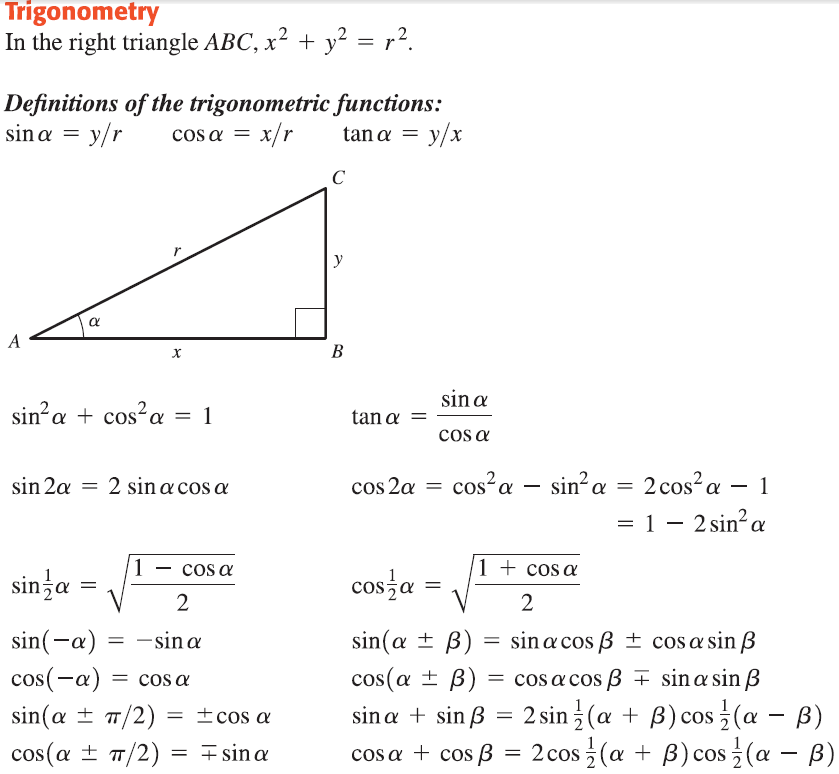 Trigonometry
In the right triangle ABC, x² + y² = r².
Definitions of the trigonometric functions:
sin α = y/r cos α = x/r tan α = y/x
C
r
y
α
A
x
B
sin²α + cos²α = 1 tan α = sin α / cos α
sin 2α = 2 sin α cos α cos 2α = cos²α − sin²α = 2 cos²α − 1
= 1 − 2 sin²α
sin ½α = √((1 − cos α)/2) cos ½α = √((1 + cos α)/2)
sin(−α) = −sin α sin(α ± β) = sin α cos β ± cos α sin β
cos(−α) = cos α cos(α ± β) = cos α cos β ∓ sin α sin β
sin(α ± π/2) = ±cos α sin α + sin β = 2 sin ½(α + β) cos ½(α − β)
cos(α ± π/2) = ∓sin α cos α + cos β = 2 cos ½(α + β) cos ½(α − β)